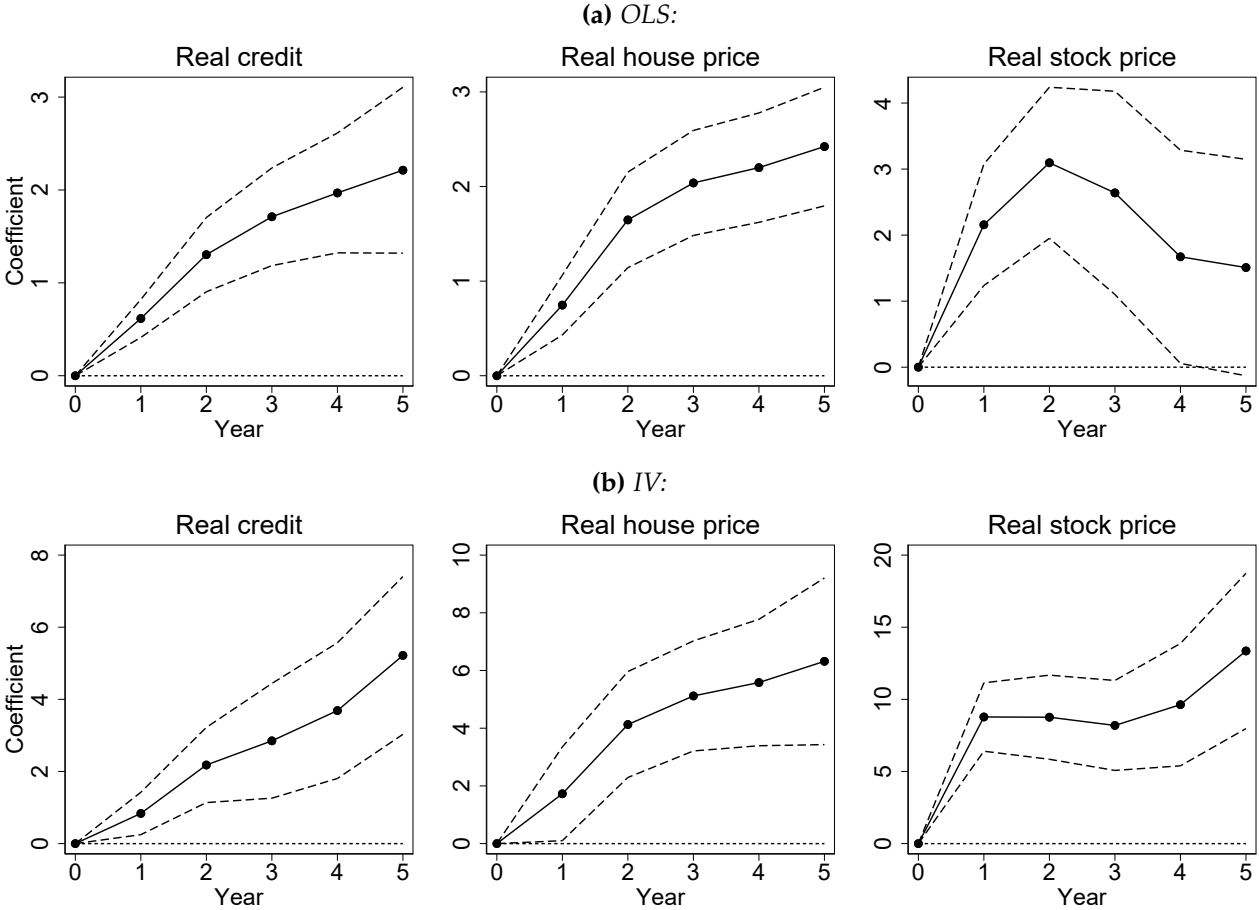 (a) OLS:
Real credit
Real house price
Real stock price
Coefficient
0 1 2 3
0 1 2 3 4 5
Year
0 1 2 3
0 1 2 3 4 5
Year
0 1 2 3 4
0 1 2 3 4 5
Year
(b) IV:
Real credit
Real house price
Real stock price
Coefficient
0 2 4 6 8
0 1 2 3 4 5
Year
0 2 4 6 8 10
0 1 2 3 4 5
Year
0 5 10 15 20
0 1 2 3 4 5
Year